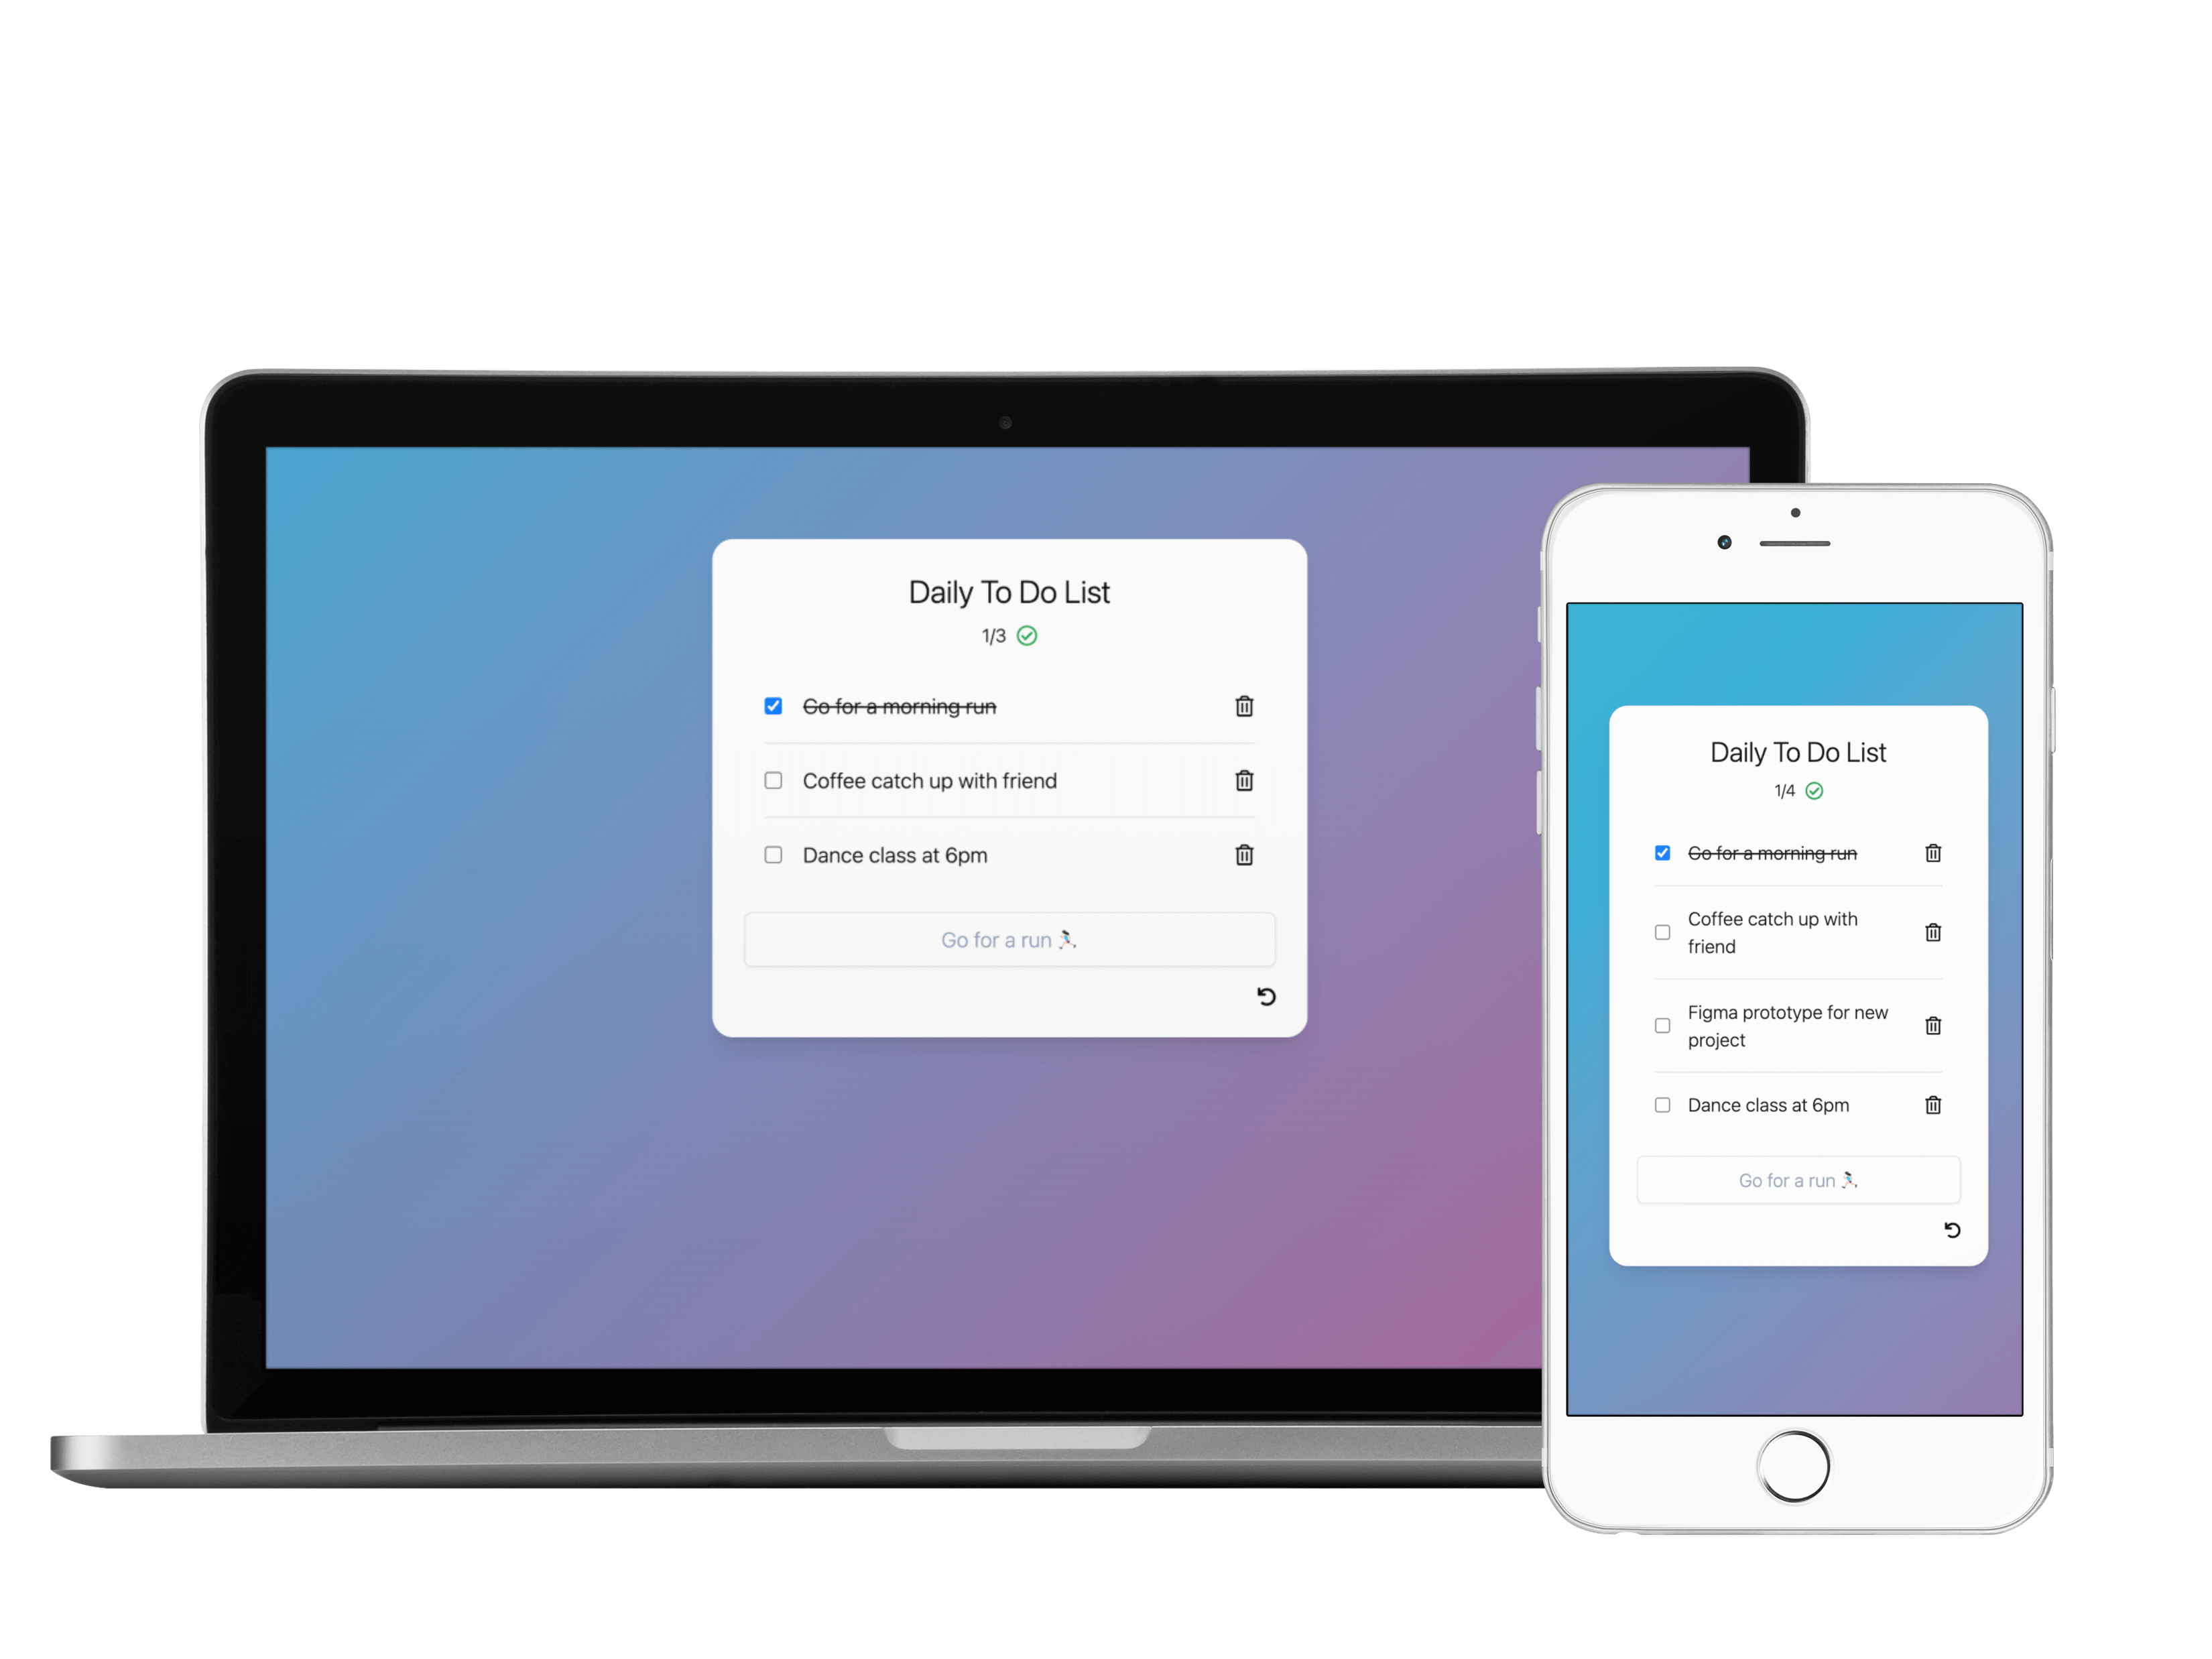 Daily To Do List
1/3
Go for a morning run
Coffee catch up with friend
Dance class at 6pm
Go for a run 🏃🏻‍♀️
Daily To Do List
1/4
Go for a morning run
Coffee catch up with
friend
Figma prototype for new
project
Dance class at 6pm
Go for a run 🏃🏻‍♀️